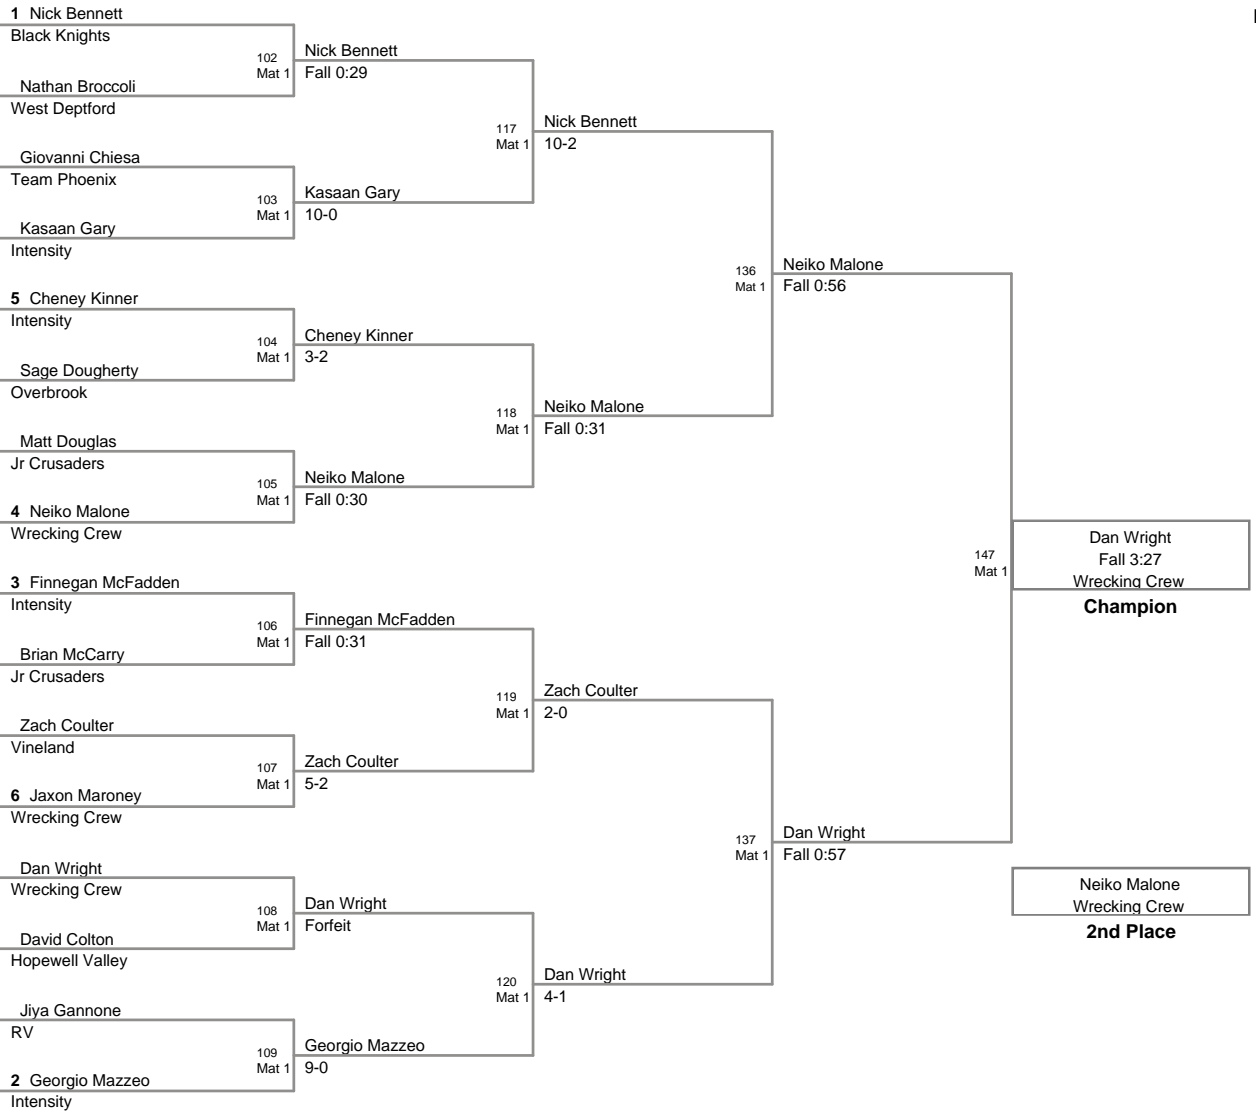 1 Nick Bennett
Black Knights
Nathan Broccoli
West Deptford
Giovanni Chiesa
Team Phoenix
Kasaan Gary
Intensity
5 Cheney Kinner
Intensity
Sage Dougherty
Overbrook
Matt Douglas
Jr Crusaders
4 Neiko Malone
Wrecking Crew
3 Finnegan McFadden
Intensity
Brian McCarry
Jr Crusaders
Zach Coulter
Vineland
6 Jaxon Maroney
Wrecking Crew
Dan Wright
Wrecking Crew
David Colton
Hopewell Valley
Jiya Gannone
RV
2 Georgio Mazzeo
Intensity
102
Mat 1
Nick Bennett
Fall 0:29
103
Mat 1
Kasaan Gary
10-0
104
Mat 1
Cheney Kinner
3-2
105
Mat 1
Neiko Malone
Fall 0:30
106
Mat 1
Finnegan McFadden
Fall 0:31
107
Mat 1
Zach Coulter
5-2
108
Mat 1
Dan Wright
Forfeit
109
Mat 1
Georgio Mazzeo
9-0
117
Mat 1
Nick Bennett
10-2
118
Mat 1
Neiko Malone
Fall 0:31
119
Mat 1
Zach Coulter
2-0
120
Mat 1
Dan Wright
4-1
136
Mat 1
Neiko Malone
Fall 0:56
137
Mat 1
Dan Wright
Fall 0:57
147
Mat 1
Dan Wright
Fall 3:27
Wrecking Crew
Champion
Neiko Malone
Wrecking Crew
2nd Place